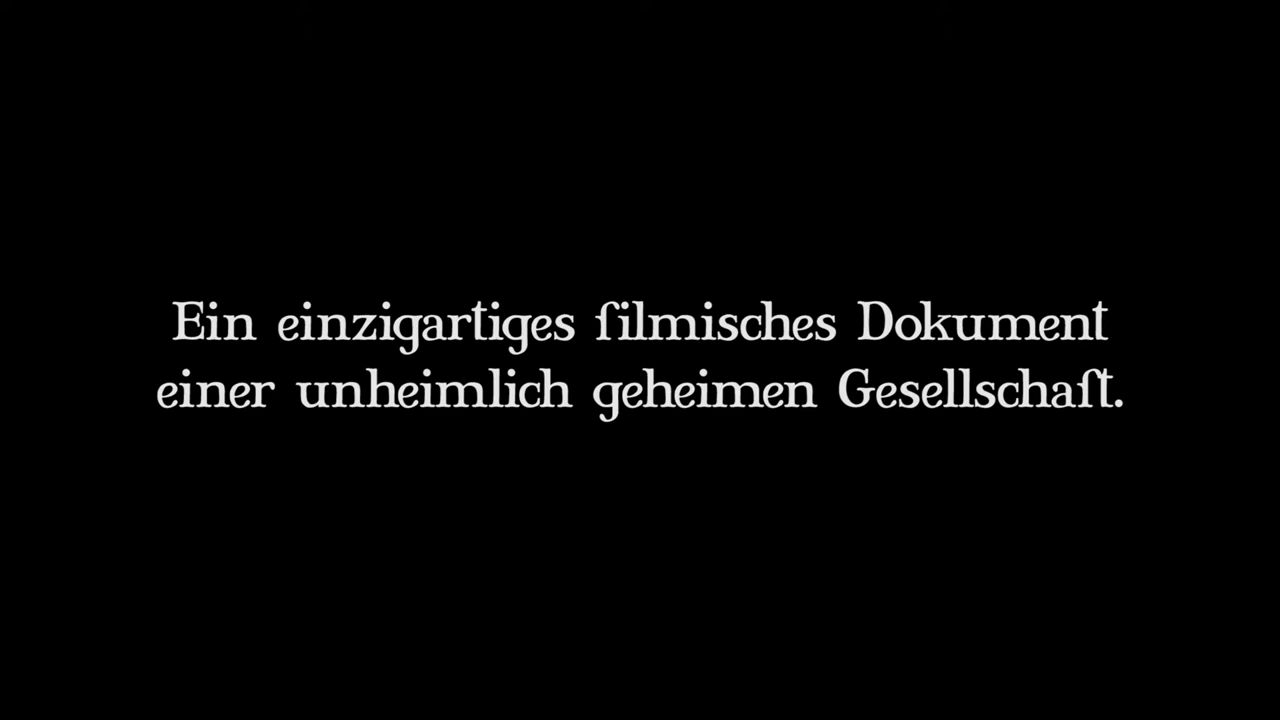 Ein einzigartiges filmisches Dokument
einer unheimlich geheimen Gesellschaft.